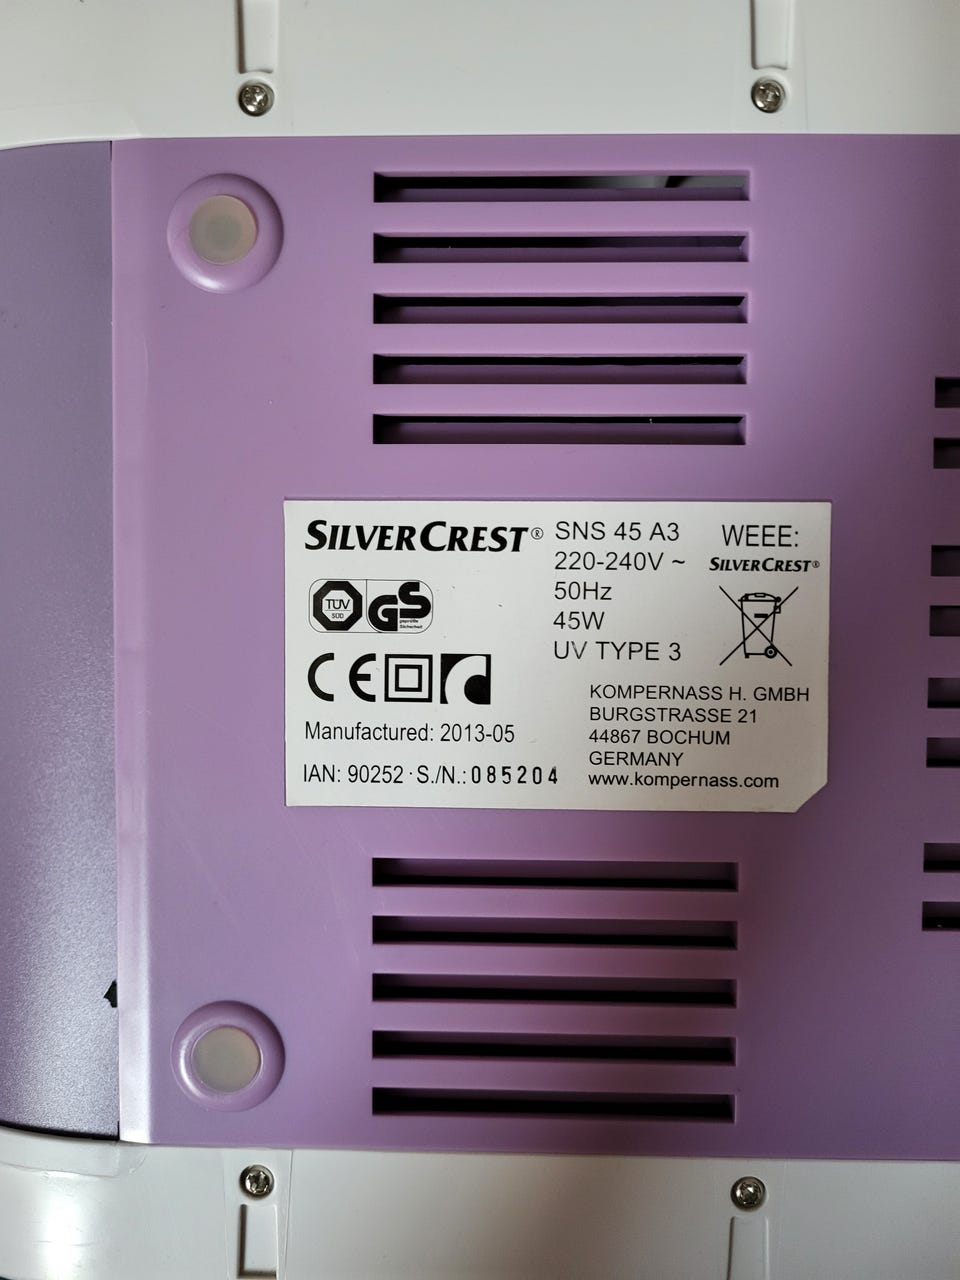 SILVERCREST®
SNS 45 A3
220-240V ~
50Hz
45W
UV TYPE 3
WEEE:
SILVERCREST®
TÜV
SÜD
GS
geprüfte
Sicherheit
CE
Manufactured: 2013-05
IAN: 90252 · S./N.: 085204
KOMPERNASS H. GMBH
BURGSTRASSE 21
44867 BOCHUM
GERMANY
www.kompernass.com